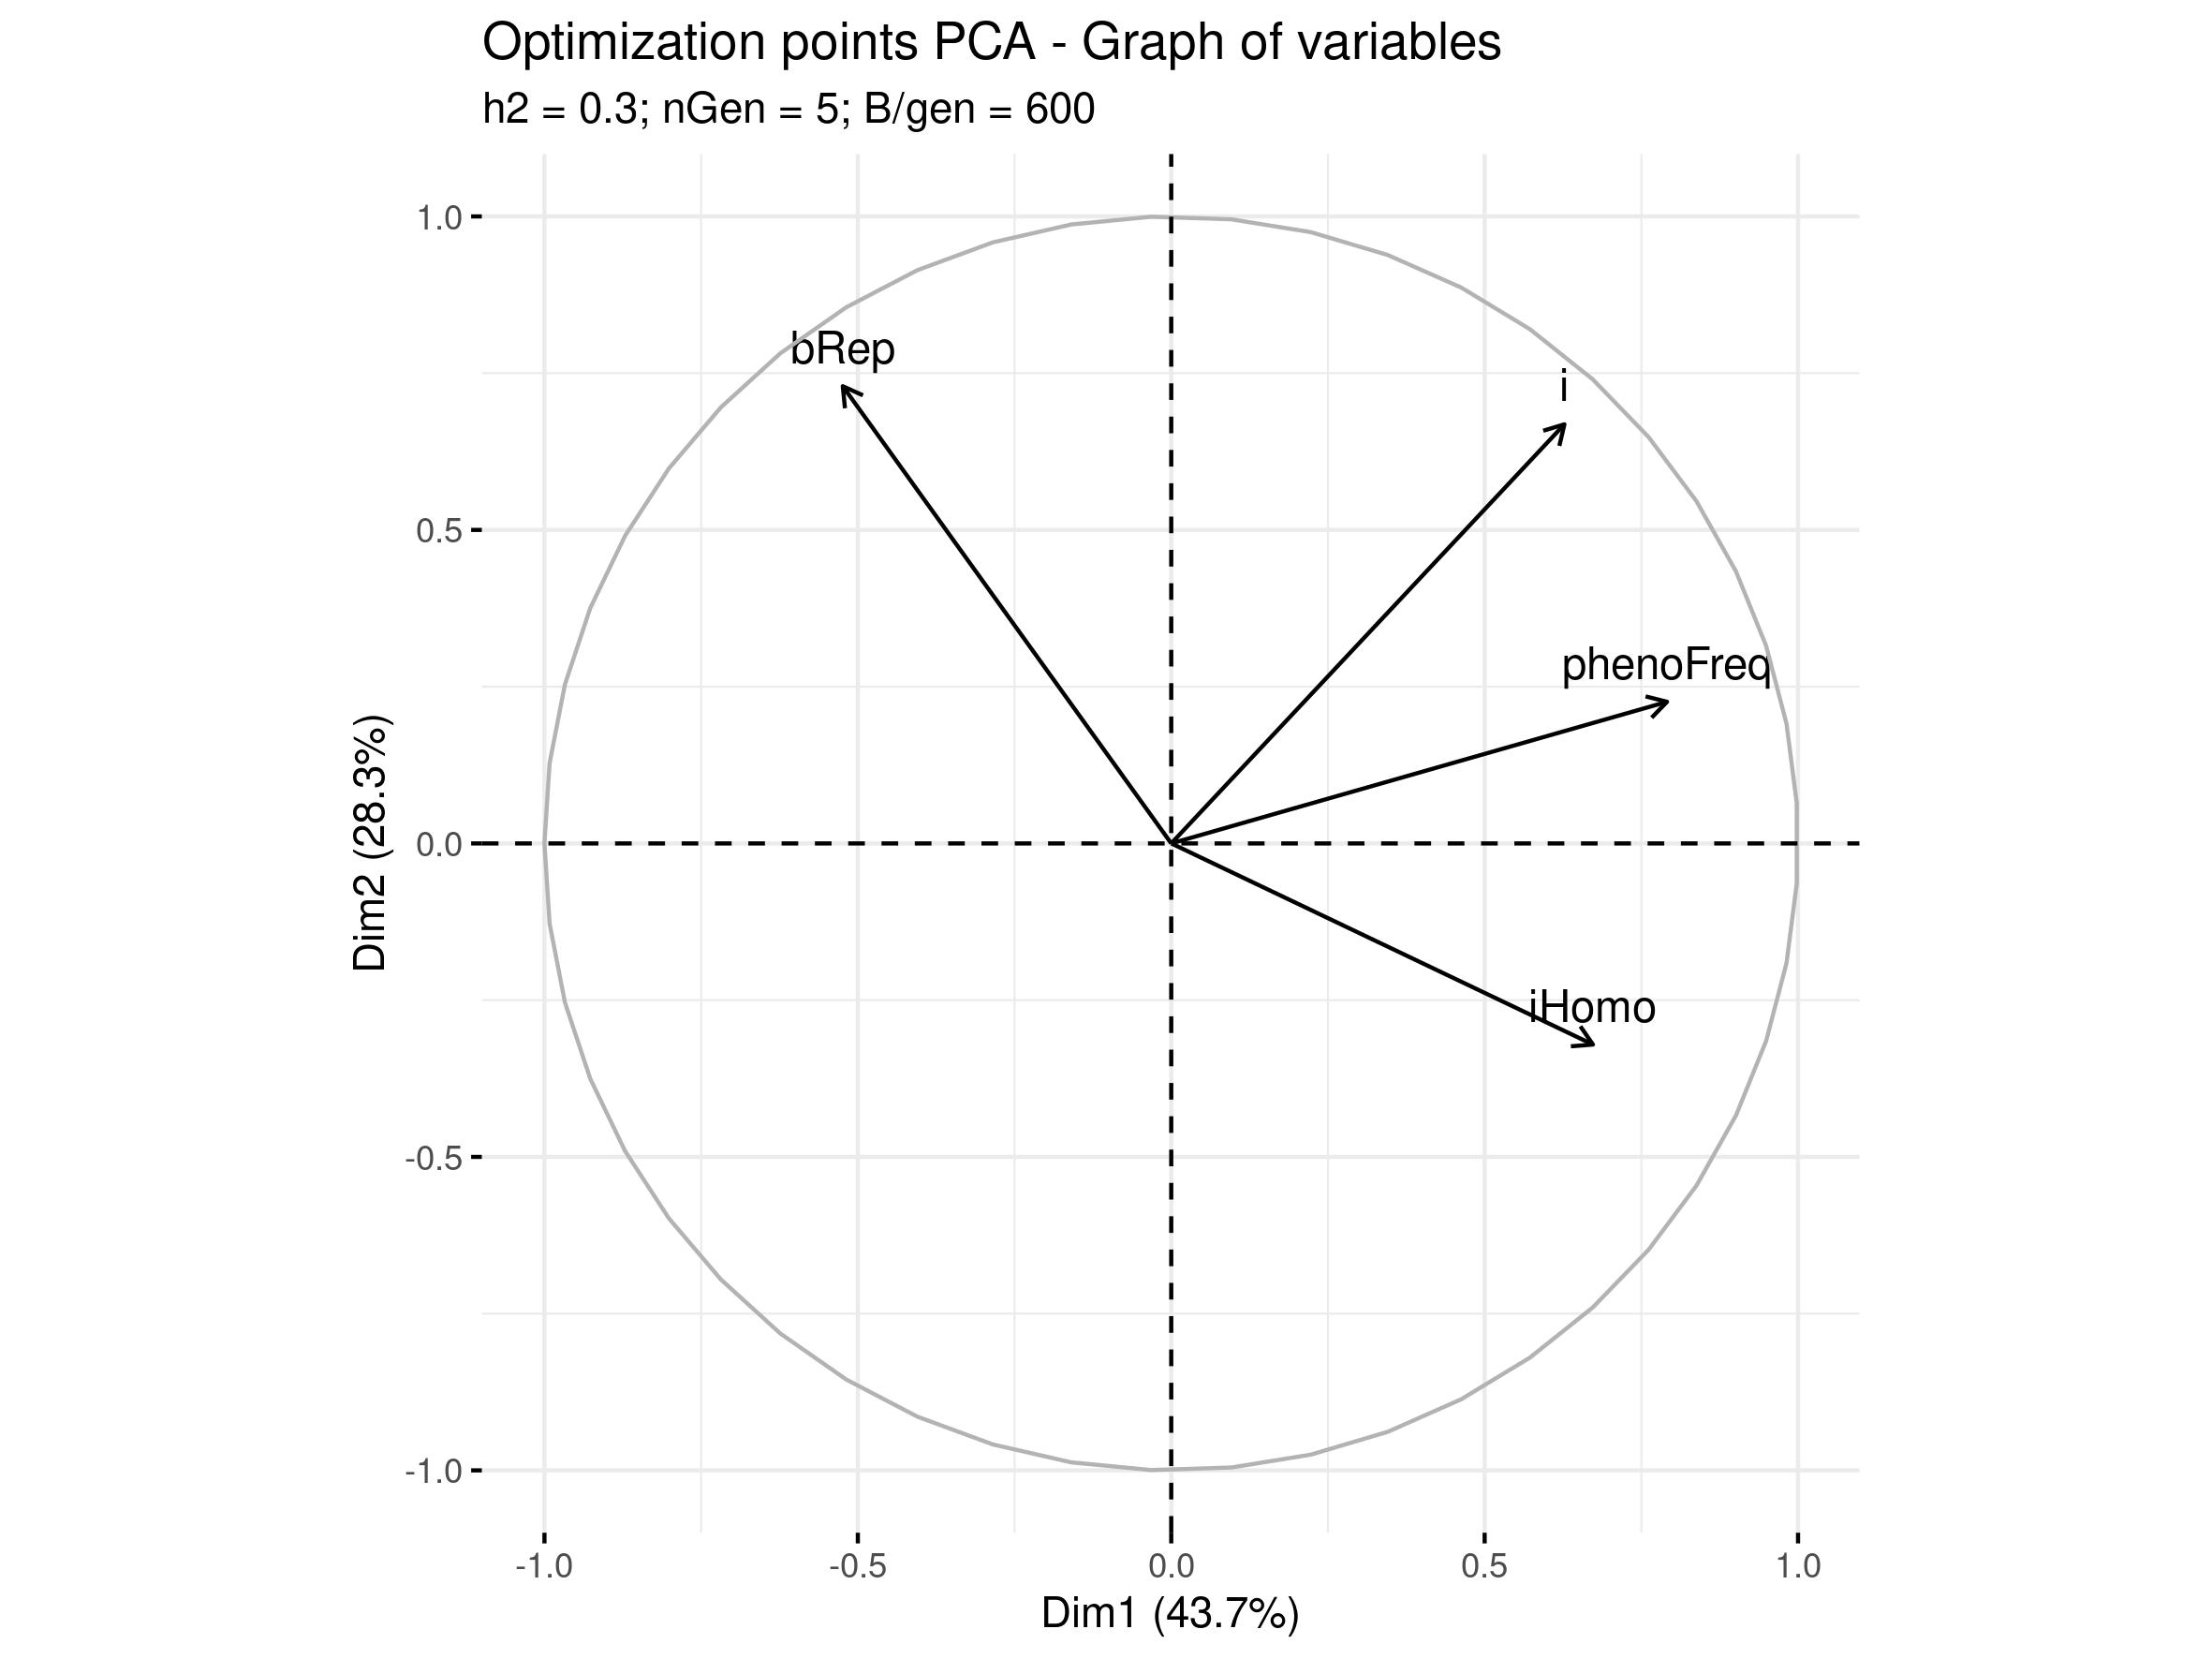 Optimization points PCA - Graph of variables
h2 = 0.3; nGen = 5; B/gen = 600
1.0
0.5
0.0
-0.5
-1.0
Dim2 (28.3%)
bRep
i
phenoFreq
iHomo
-1.0
-0.5
0.0
0.5
1.0
Dim1 (43.7%)